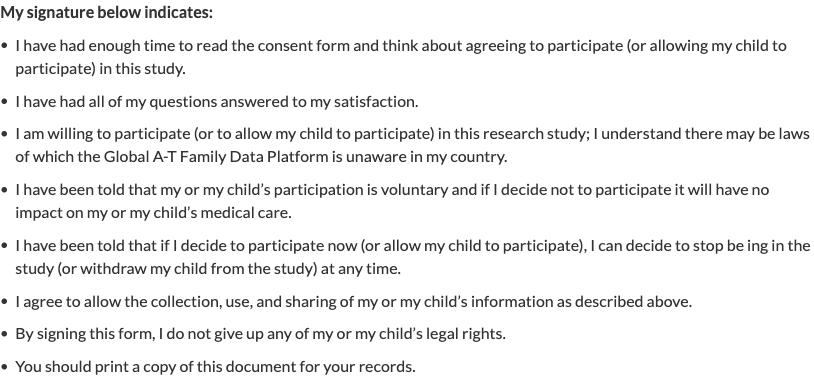 My signature below indicates:
• I have had enough time to read the consent form and think about agreeing to participate (or allowing my child to
participate) in this study.
• I have had all of my questions answered to my satisfaction.
• I am willing to participate (or to allow my child to participate) in this research study; I understand there may be laws
of which the Global A-T Family Data Platform is unaware in my country.
• I have been told that my or my child’s participation is voluntary and if I decide not to participate it will have no
impact on my or my child’s medical care.
• I have been told that if I decide to participate now (or allow my child to participate), I can decide to stop be ing in the
study (or withdraw my child from the study) at any time.
• I agree to allow the collection, use, and sharing of my or my child’s information as described above.
• By signing this form, I do not give up any of my or my child’s legal rights.
• You should print a copy of this document for your records.